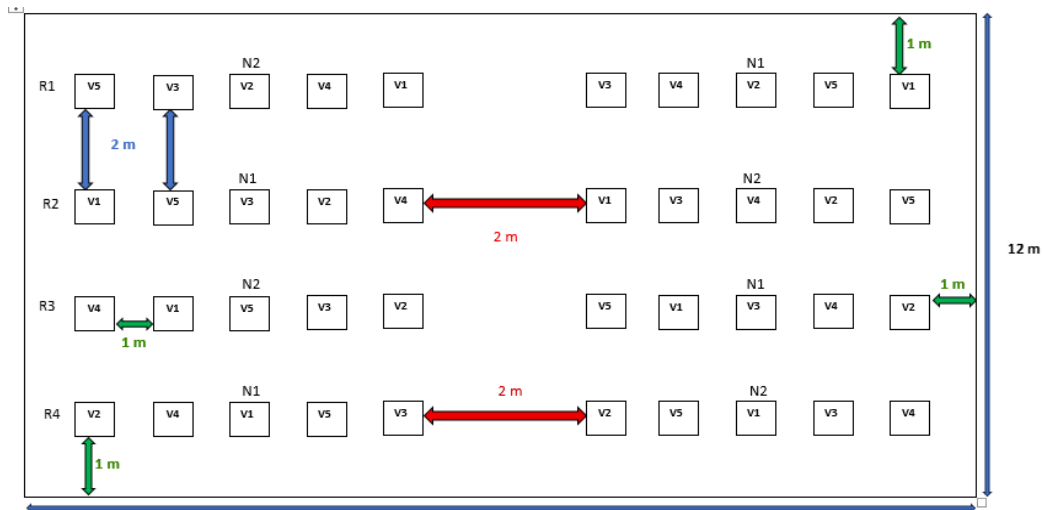 N2 N1 1 m
R1 V5 V3 V2 V4 V1 V3 V4 V2 V5 V1
2 m
N1 N2
R2 V1 V5 V3 V2 V4 V1 V3 V4 V2 V5
2 m
12 m
N2 N1 1 m
R3 V4 V1 V5 V3 V2 V5 V1 V3 V4 V2
1 m
N1 2 m N2
R4 V2 V4 V1 V5 V3 V2 V5 V1 V3 V4
1 m